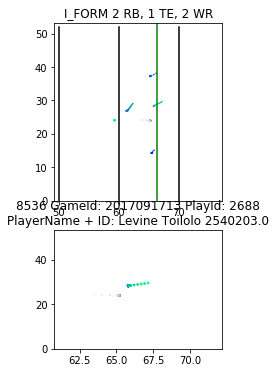 I_FORM 2 RB, 1 TE, 2 WR
50
40
30
20
10
0
50 60 70
8536 GameId: 2017091713 PlayId: 2688
PlayerName + ID: Levine Toilolo 2540203.0
40
20
0
62.5 65.0 67.5 70.0